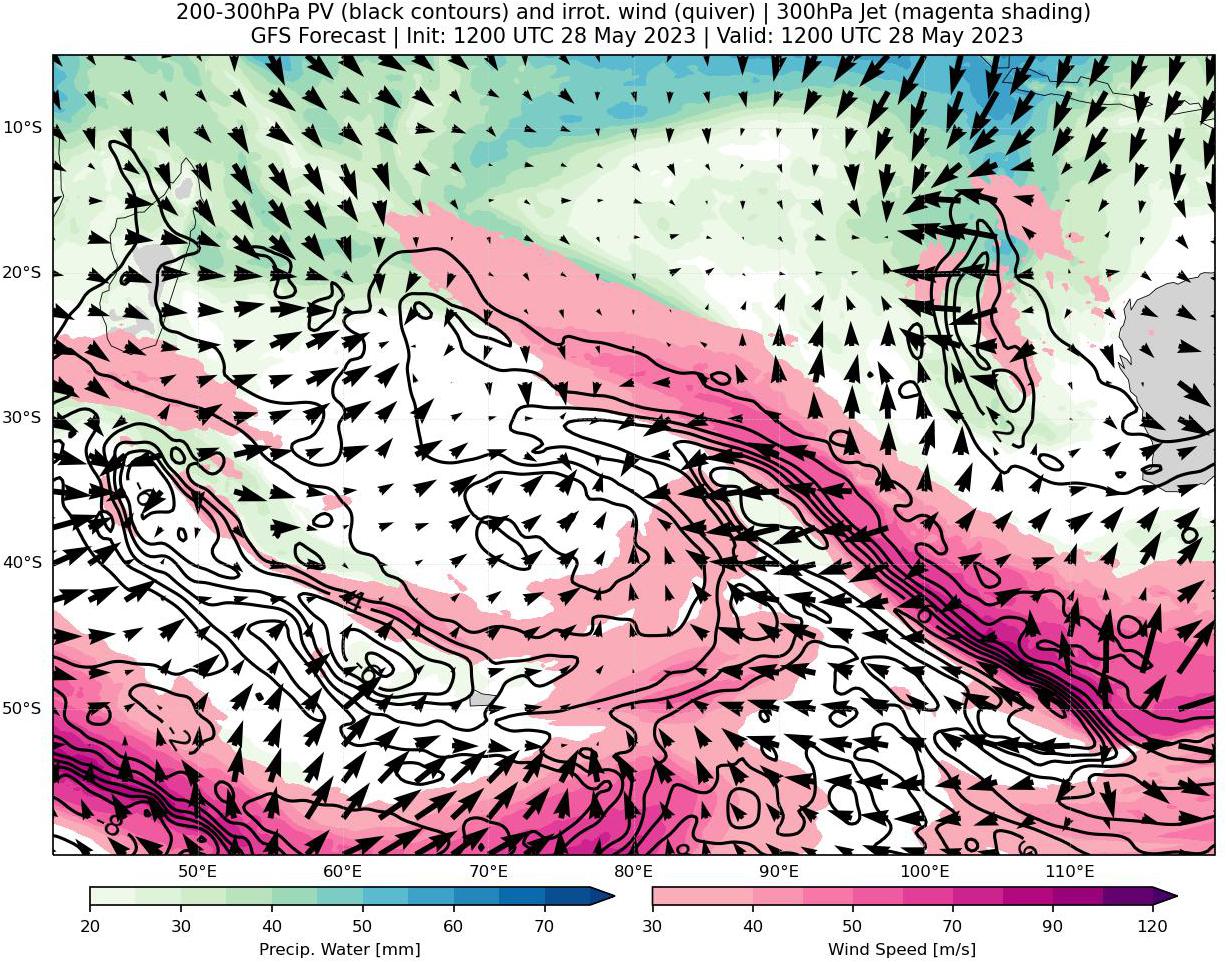 200-300hPa PV (black contours) and irrot. wind (quiver) | 300hPa Jet (magenta shading)
GFS Forecast | Init: 1200 UTC 28 May 2023 | Valid: 1200 UTC 28 May 2023
10°S
20°S
30°S
-2
40°S
50°S
-2
50°E 60°E 70°E 80°E 90°E 100°E 110°E
20 30 40 50 60 70
30 40 50 70 90 120
Precip. Water [mm]
Wind Speed [m/s]